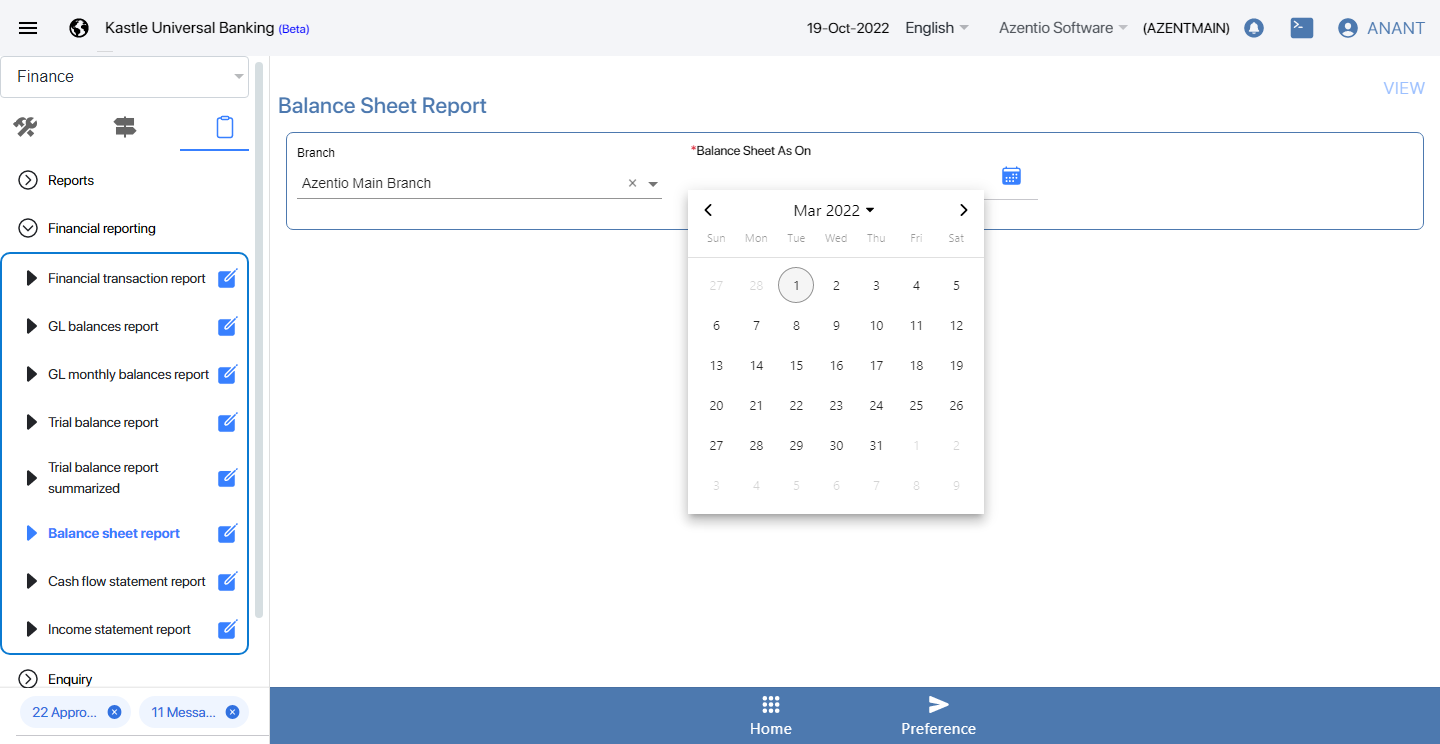 Kastle Universal Banking (Beta)
19-Oct-2022 English Azentio Software (AZENTMAIN) ANANT
Finance
Reports
Financial reporting
Financial transaction report
GL balances report
GL monthly balances report
Trial balance report
Trial balance report
summarized
Balance sheet report
Cash flow statement report
Income statement report
Enquiry
22 Appro...
11 Messa...
VIEW
Balance Sheet Report
Branch
Azentio Main Branch
*Balance Sheet As On
Mar 2022
Sun Mon Tue Wed Thu Fri Sat
27 28 1 2 3 4 5
6 7 8 9 10 11 12
13 14 15 16 17 18 19
20 21 22 23 24 25 26
27 28 29 30 31 1 2
3 4 5 6 7 8 9
Home
Preference